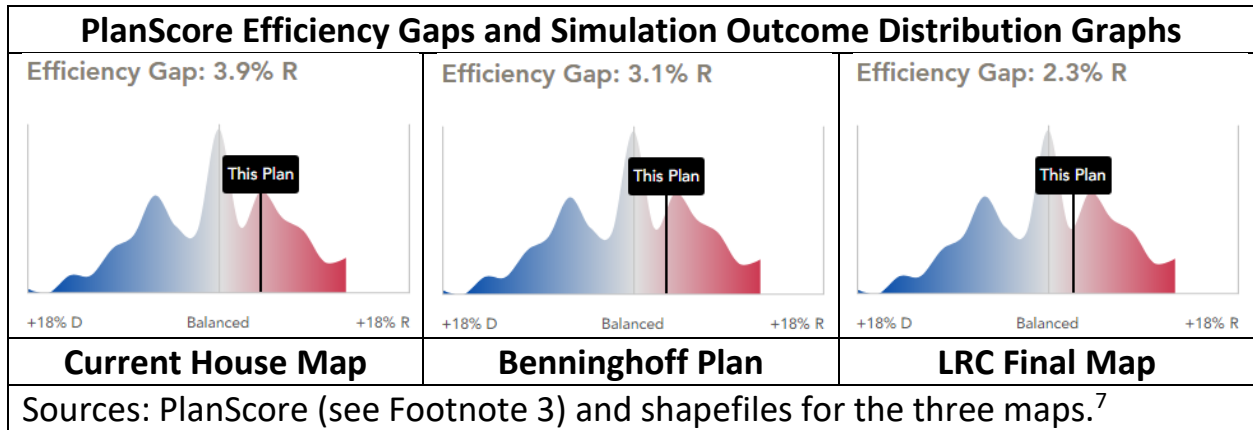 PlanScore Efficiency Gaps and Simulation Outcome Distribution Graphs
Efficiency Gap: 3.9% R
This Plan
+18% D Balanced +18% R
Current House Map
Efficiency Gap: 3.1% R
This Plan
+18% D Balanced +18% R
Benninghoff Plan
Efficiency Gap: 2.3% R
This Plan
+18% D Balanced +18% R
LRC Final Map
Sources: PlanScore (see Footnote 3) and shapefiles for the three maps.⁷